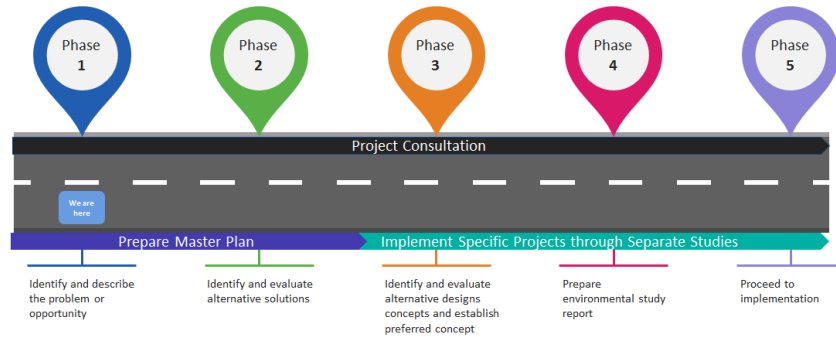 Phase
1
Phase
2
Phase
3
Phase
4
Phase
5
Project Consultation
We are
here
Prepare Master Plan
Implement Specific Projects through Separate Studies
Identify and describe
the problem or
opportunity
Identify and evaluate
alternative solutions
Identify and evaluate
alternative designs
concepts and establish
preferred concept
Prepare
environmental study
report
Proceed to
implementation